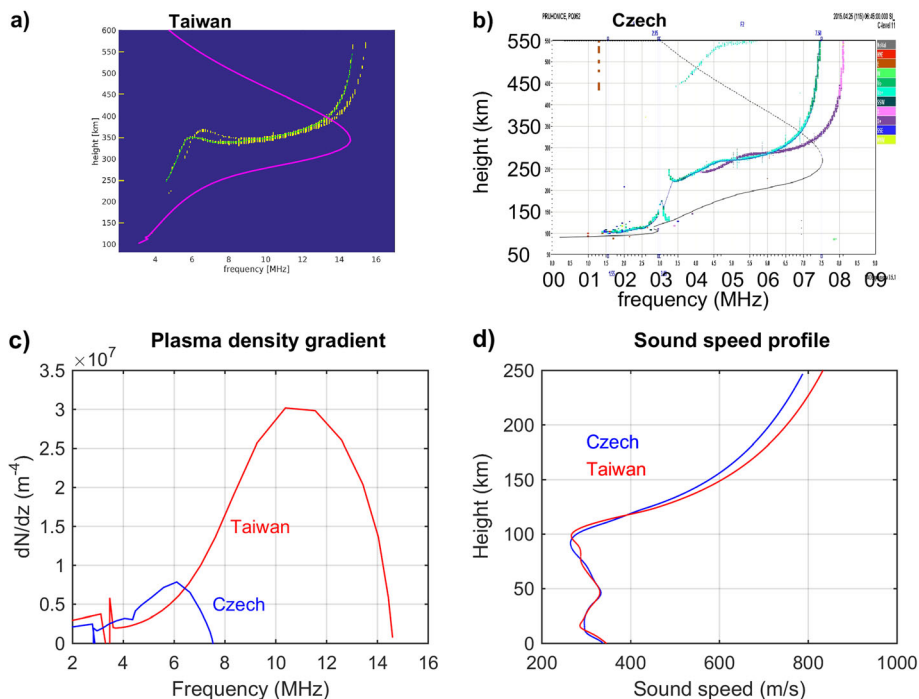 a)
Taiwan
600
550
500
450
400
350
300
250
200
150
100
height [km]
4
6
8
10
12
14
16
frequency [MHz]
b)
Czech
PRUHONICE, PQ052
550
450
350
250
150
50
height (km)
00
01
02
03
04
05
06
07
08
09
frequency (MHz)
c)
Plasma density gradient
×10⁷
3.5
3
2.5
2
1.5
1
0.5
0
dN/dz (m⁻⁴)
Taiwan
Czech
2
4
6
8
10
12
14
16
Frequency (MHz)
d)
Sound speed profile
250
200
150
100
50
0
Height (km)
Czech
Taiwan
200
400
600
800
1000
Sound speed (m/s)